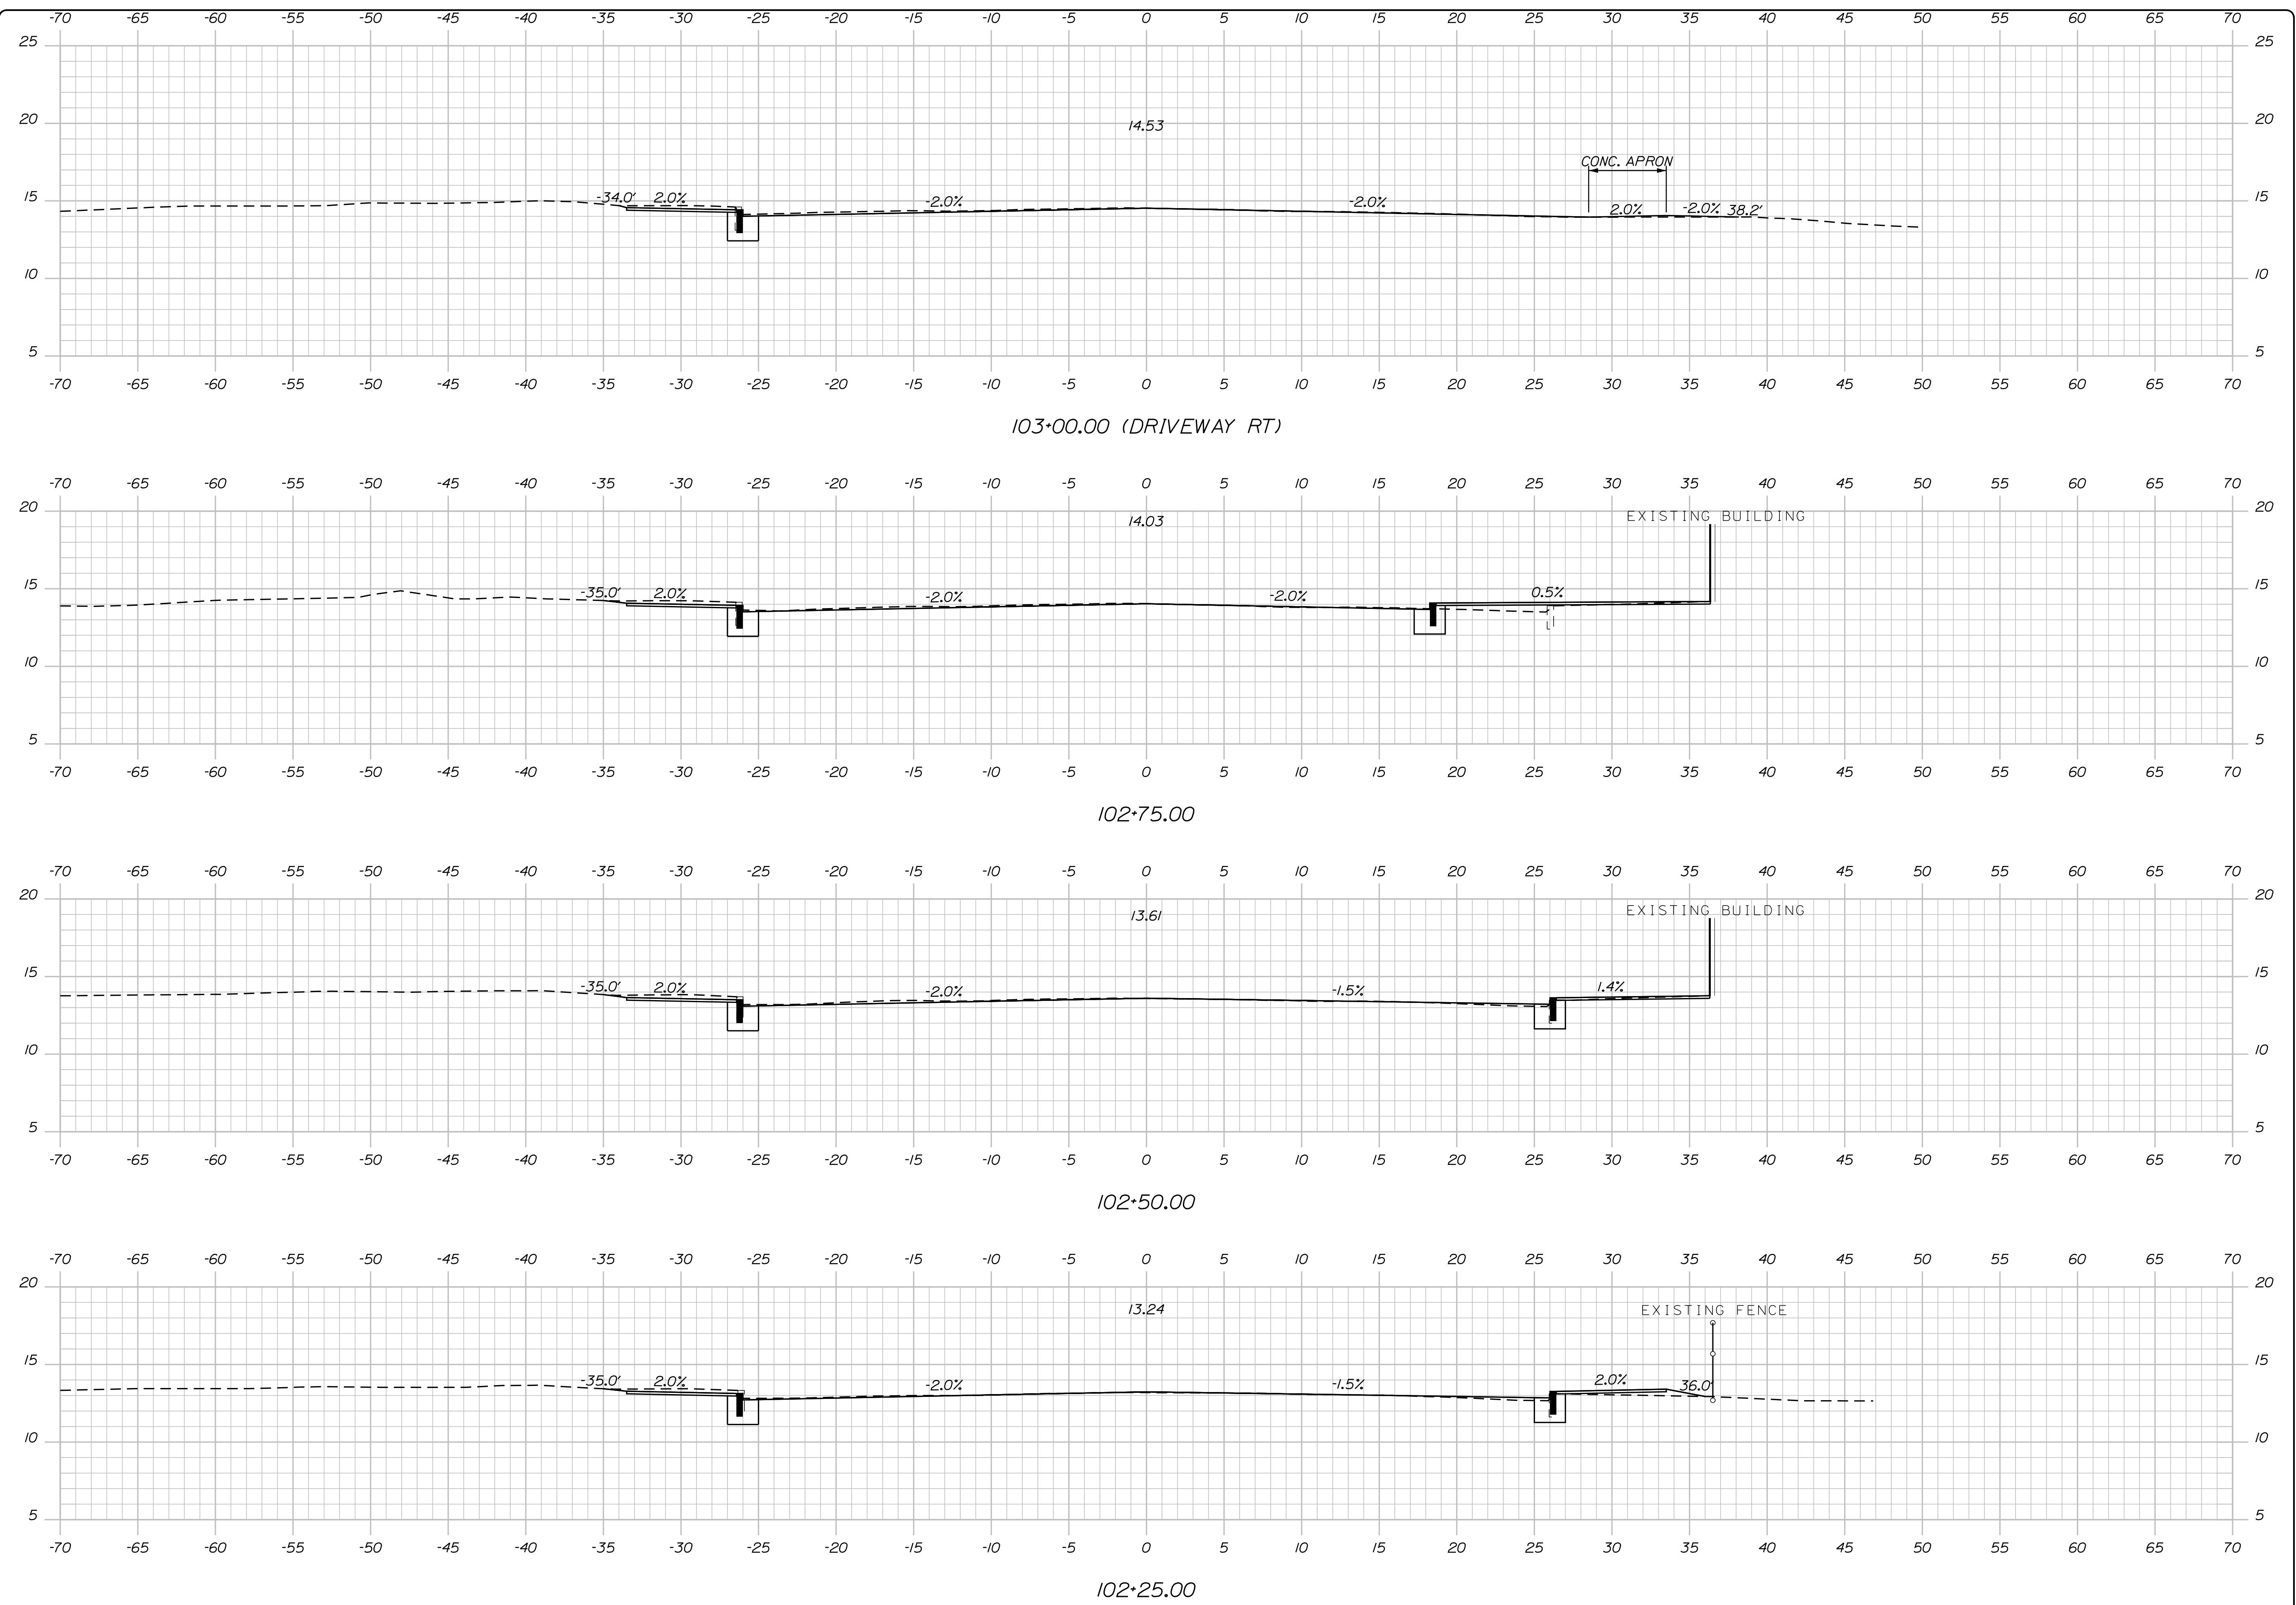 -70 -65 -60 -55 -50 -45 -40 -35 -30 -25 -20 -15 -10 -5 0 5 10 15 20 25 30 35 40 45 50 55 60 65 70
25 25
20 14.53 20
CONC. APRON
15 -34.0' 2.0% -2.0% -2.0% 2.0% -2.0% 38.2' 15
10 10
5 5
-70 -65 -60 -55 -50 -45 -40 -35 -30 -25 -20 -15 -10 -5 0 5 10 15 20 25 30 35 40 45 50 55 60 65 70
103+00.00 (DRIVEWAY RT)
-70 -65 -60 -55 -50 -45 -40 -35 -30 -25 -20 -15 -10 -5 0 5 10 15 20 25 30 35 40 45 50 55 60 65 70
20 14.03 EXISTING BUILDING 20
15 -35.0' 2.0% -2.0% -2.0% 0.5% 15
10 10
5 5
-70 -65 -60 -55 -50 -45 -40 -35 -30 -25 -20 -15 -10 -5 0 5 10 15 20 25 30 35 40 45 50 55 60 65 70
102+75.00
-70 -65 -60 -55 -50 -45 -40 -35 -30 -25 -20 -15 -10 -5 0 5 10 15 20 25 30 35 40 45 50 55 60 65 70
20 13.61 EXISTING BUILDING 20
15 -35.0' 2.0% -2.0% -1.5% 1.4% 15
10 10
5 5
-70 -65 -60 -55 -50 -45 -40 -35 -30 -25 -20 -15 -10 -5 0 5 10 15 20 25 30 35 40 45 50 55 60 65 70
102+50.00
-70 -65 -60 -55 -50 -45 -40 -35 -30 -25 -20 -15 -10 -5 0 5 10 15 20 25 30 35 40 45 50 55 60 65 70
20 13.24 EXISTING FENCE 20
15 -35.0' 2.0% -2.0% -1.5% 2.0% 36.0' 15
10 10
5 5
-70 -65 -60 -55 -50 -45 -40 -35 -30 -25 -20 -15 -10 -5 0 5 10 15 20 25 30 35 40 45 50 55 60 65 70
102+25.00